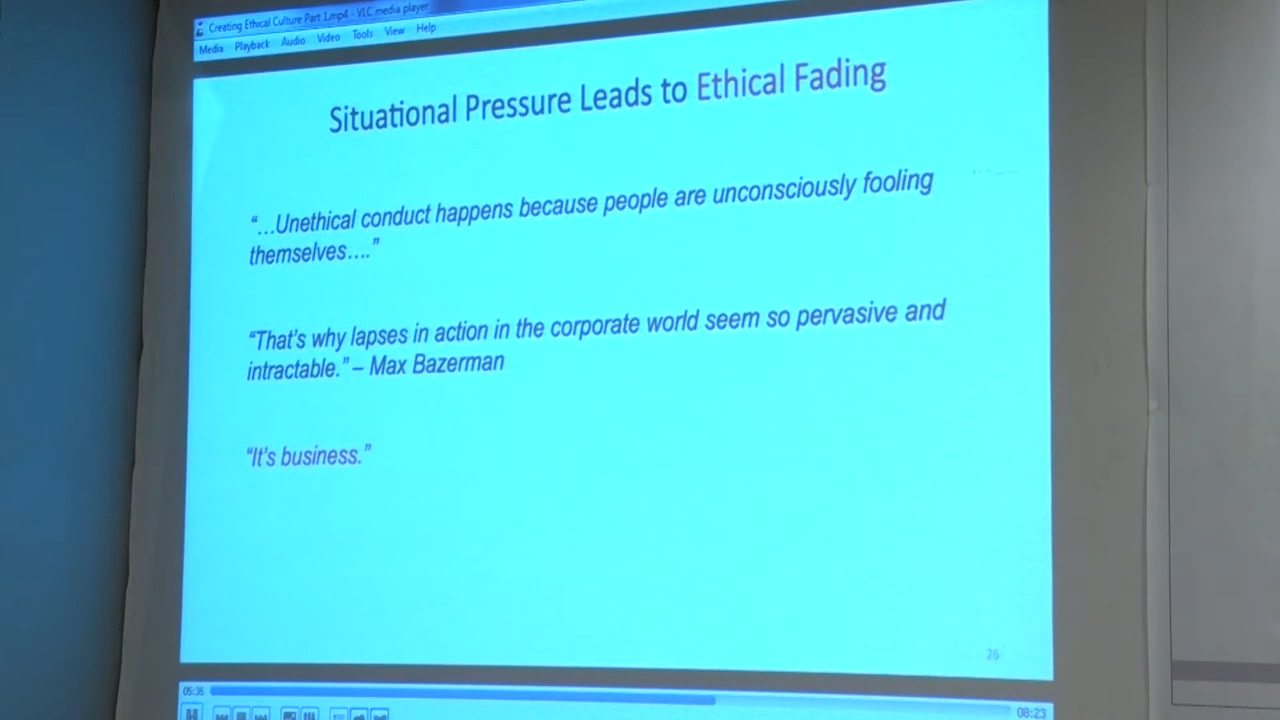 Creating Ethical Culture Part 1.mp4 - VLC media player
Media Playback Audio Video Tools View Help
Situational Pressure Leads to Ethical Fading
“…Unethical conduct happens because people are unconsciously fooling
themselves….”
“That’s why lapses in action in the corporate world seem so pervasive and
intractable.” – Max Bazerman
“It’s business.”
26
05:35
08:23